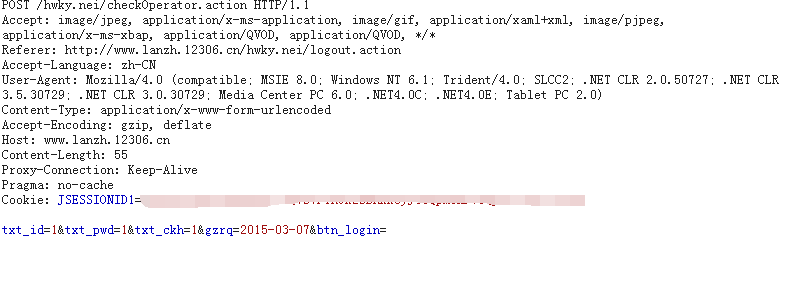 POST /hwky.nei/checkOperator.action HTTP/1.1
Accept: image/jpeg, application/x-ms-application, image/gif, application/xaml+xml, image/pjpeg,
application/x-ms-xbap, application/QVOD, application/QVOD, */*
Referer: http://www.lanzh.12306.cn/hwky.nei/logout.action
Accept-Language: zh-CN
User-Agent: Mozilla/4.0 (compatible; MSIE 8.0; Windows NT 6.1; Trident/4.0; SLCC2; .NET CLR 2.0.50727; .NET CLR
3.5.30729; .NET CLR 3.0.30729; Media Center PC 6.0; .NET4.0C; .NET4.0E; Tablet PC 2.0)
Content-Type: application/x-www-form-urlencoded
Accept-Encoding: gzip, deflate
Host: www.lanzh.12306.cn
Content-Length: 55
Proxy-Connection: Keep-Alive
Pragma: no-cache
Cookie: JSESSIONID1=
txt_id=1&txt_pwd=1&txt_ckh=1&gzrq=2015-03-07&btn_login=